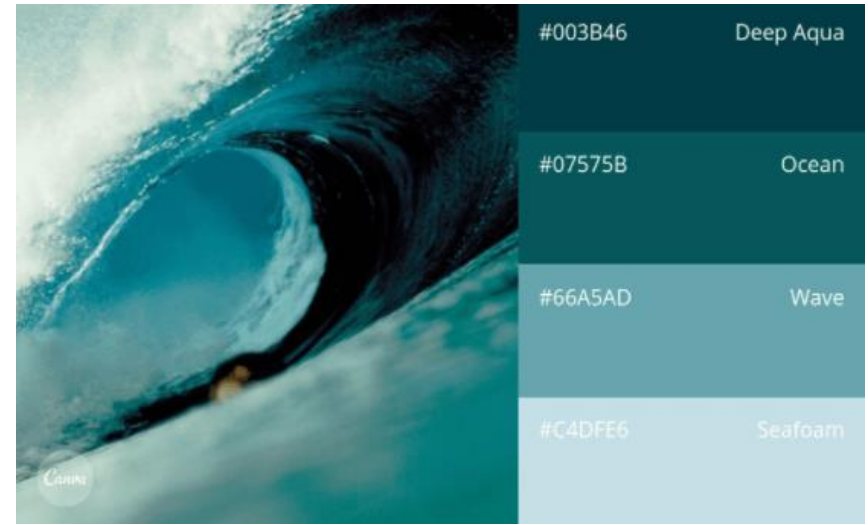 #003B46 Deep Aqua
#07575B Ocean
#66A5AD Wave
#C4DFE6 Seafoam
Canva